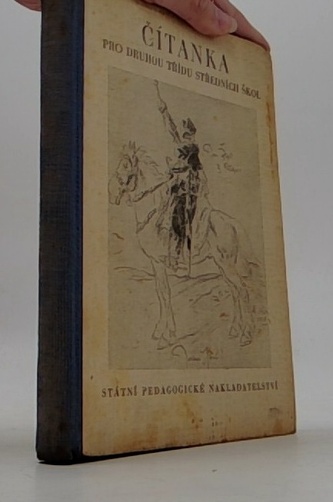 ČÍTANKA
PRO DRUHOU TŘÍDU STŘEDNÍCH ŠKOL
STÁTNÍ PEDAGOGICKÉ NAKLADATELSTVÍ